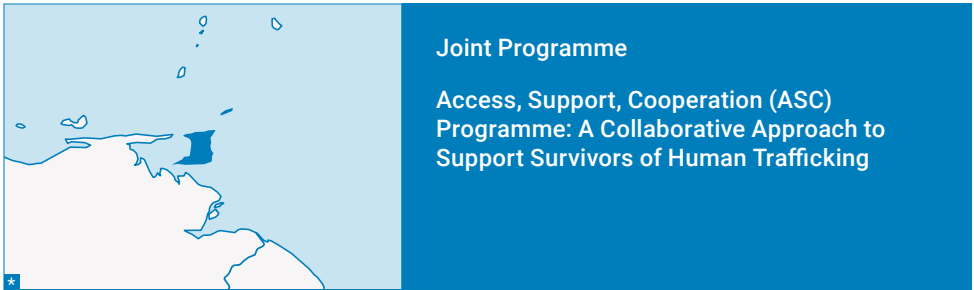 Joint Programme
Access, Support, Cooperation (ASC)
Programme: A Collaborative Approach to
Support Survivors of Human Trafficking
*